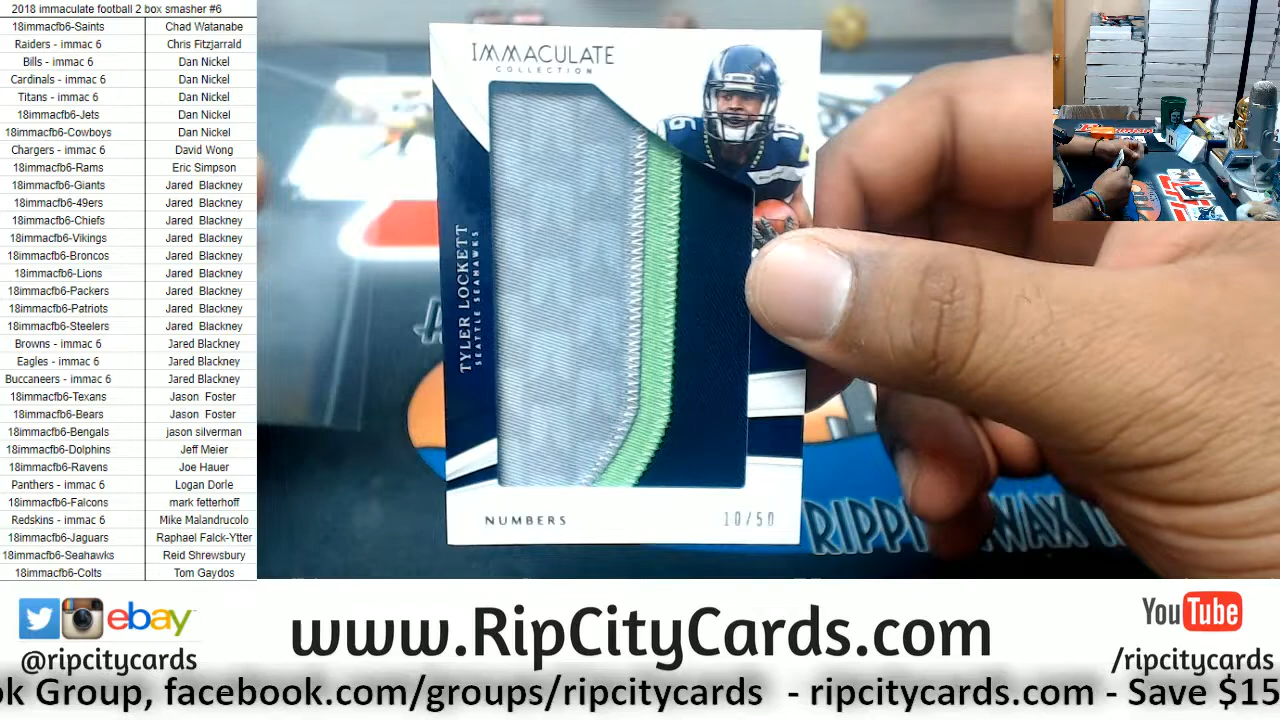 2018 immaculate football 2 box smasher #6
18immacfb6-Saints Chad Watanabe
Raiders - immac 6 Chris Fitzjarrald
Bills - immac 6 Dan Nickel
Cardinals - immac 6 Dan Nickel
Titans - immac 6 Dan Nickel
18immacfb6-Jets Dan Nickel
18immacfb6-Cowboys Dan Nickel
Chargers - immac 6 David Wong
18immacfb6-Rams Eric Simpson
18immacfb6-Giants Jared Blackney
18immacfb6-49ers Jared Blackney
18immacfb6-Chiefs Jared Blackney
18immacfb6-Vikings Jared Blackney
18immacfb6-Broncos Jared Blackney
18immacfb6-Lions Jared Blackney
18immacfb6-Packers Jared Blackney
18immacfb6-Patriots Jared Blackney
18immacfb6-Steelers Jared Blackney
Browns - immac 6 Jared Blackney
Eagles - immac 6 Jared Blackney
Buccaneers - immac 6 Jared Blackney
18immacfb6-Texans Jason Foster
18immacfb6-Bears Jason Foster
18immacfb6-Bengals jason silverman
18immacfb6-Dolphins Jeff Meier
18immacfb6-Ravens Joe Hauer
Panthers - immac 6 Logan Dorle
18immacfb6-Falcons mark fetterhoff
Redskins - immac 6 Mike Malandrucolo
18immacfb6-Jaguars Raphael Falck-Ytter
18immacfb6-Seahawks Reid Shrewsbury
18immacfb6-Colts Tom Gaydos
IMMACULATE
COLLECTION
TYLER LOCKETT
SEATTLE SEAHAWKS
NUMBERS 10/50
RIPPI WAX
ebay
@ripcitycards
www.RipCityCards.com
YouTube
/ripcitycards
ok Group, facebook.com/groups/ripcitycards - ripcitycards.com - Save $15